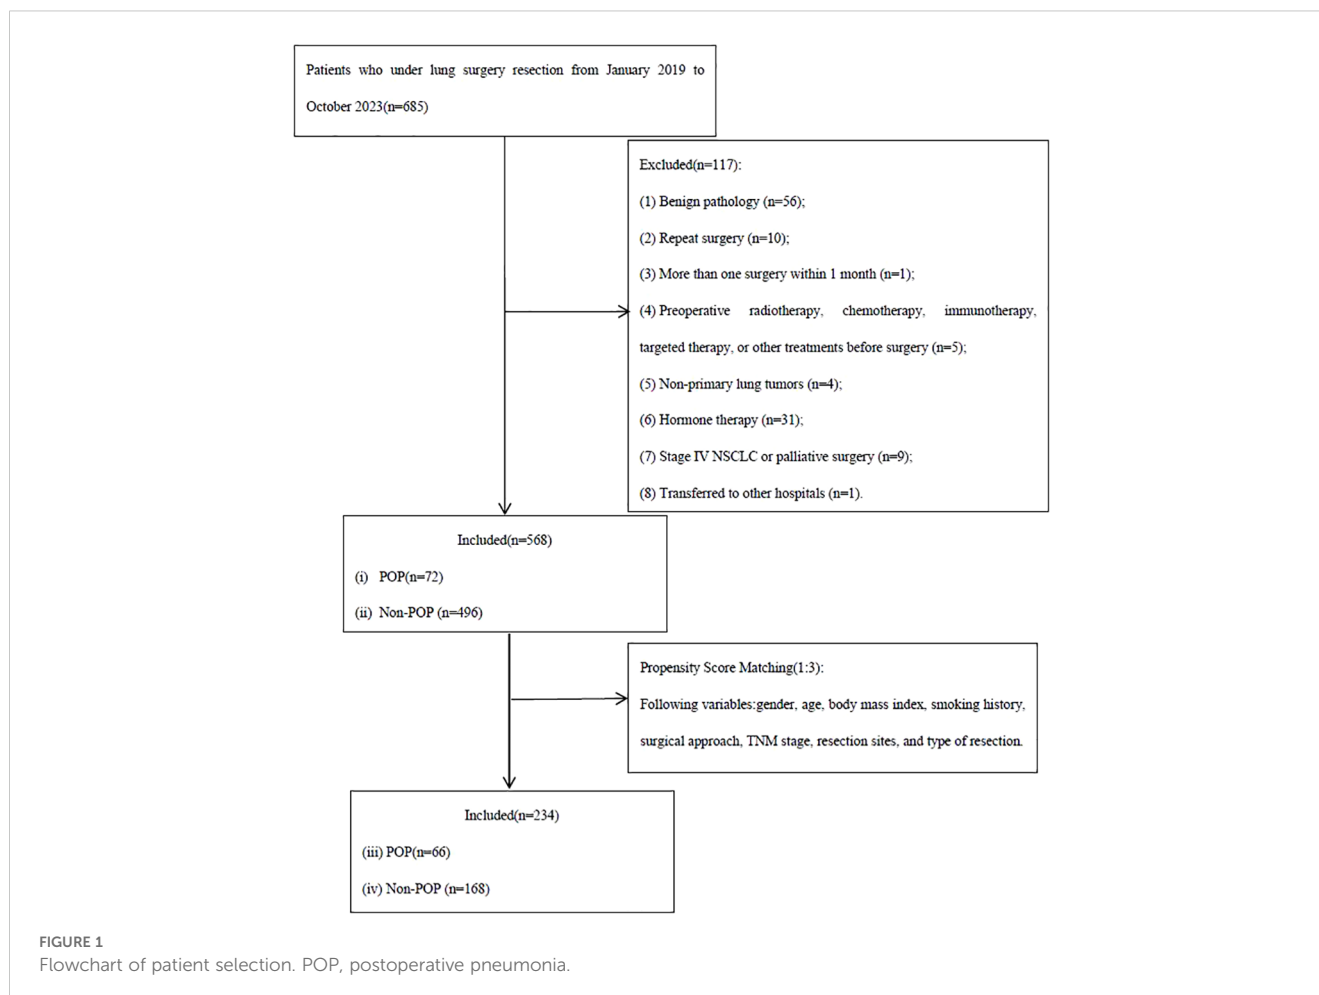 Patients who under lung surgery resection from January 2019 to
October 2023(n=685)
Excluded(n=117):
(1) Benign pathology (n=56);
(2) Repeat surgery (n=10);
(3) More than one surgery within 1 month (n=1);
(4) Preoperative radiotherapy, chemotherapy, immunotherapy,
targeted therapy, or other treatments before surgery (n=5);
(5) Non-primary lung tumors (n=4);
(6) Hormone therapy (n=31);
(7) Stage IV NSCLC or palliative surgery (n=9);
(8) Transferred to other hospitals (n=1).
Included(n=568)
(i) POP(n=72)
(ii) Non-POP (n=496)
Propensity Score Matching(1:3):
Following variables:gender, age, body mass index, smoking history,
surgical approach, TNM stage, resection sites, and type of resection.
Included(n=234)
(iii) POP(n=66)
(iv) Non-POP (n=168)
FIGURE 1
Flowchart of patient selection. POP, postoperative pneumonia.